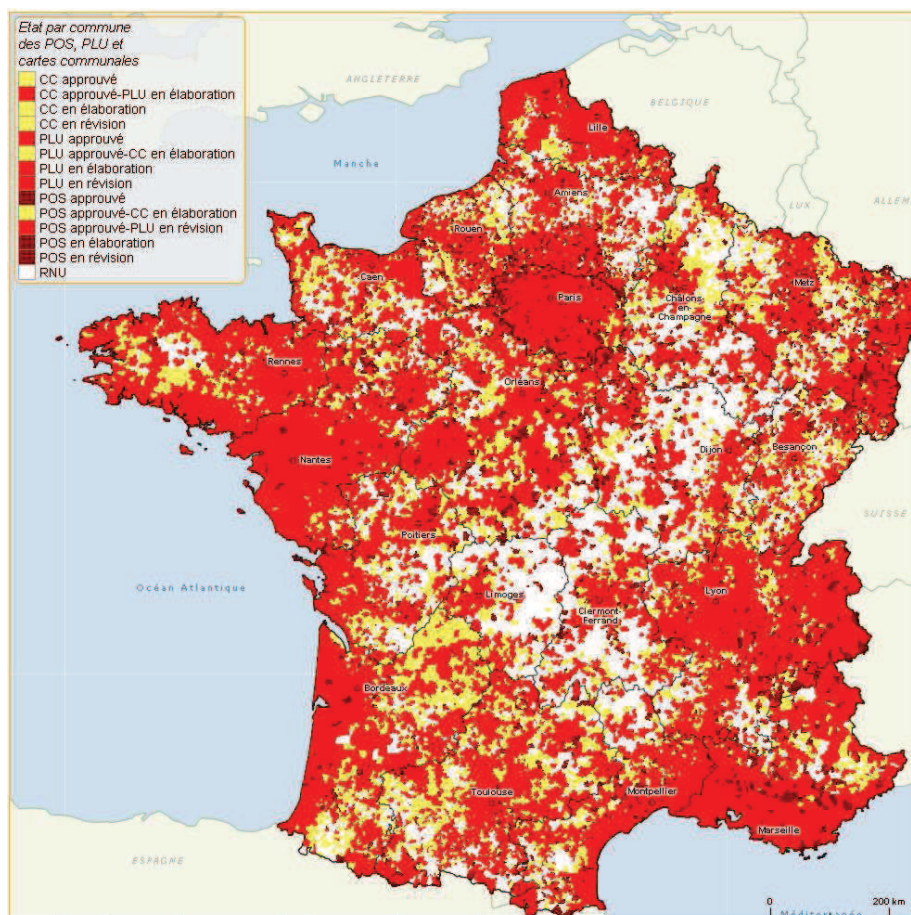 Etat par commune
des POS, PLU et
cartes communales
CC approuvé
CC approuvé-PLU en élaboration
CC en élaboration
CC en révision
PLU approuvé
PLU approuvé-CC en élaboration
PLU en élaboration
PLU en révision
POS approuvé
POS approuvé-CC en élaboration
POS approuvé-PLU en révision
POS en élaboration
POS en révision
RNU
ANGLETERRE
BELGIQUE
Lille
Manche
Amiens
LUX
ALLEM
Rouen
Caen
Metz
Paris
Châlons-
en-
Champagne
Rennes
Orléans
Nantes
Dijon
Besançon
SUISSE
Poitiers
Océan Atlantique
Limoges
Lyon
Clermont-
Ferrand
Bordeaux
Toulouse
Montpellier
Marseille
ESPAGNE
0 200 km
Méditerranée